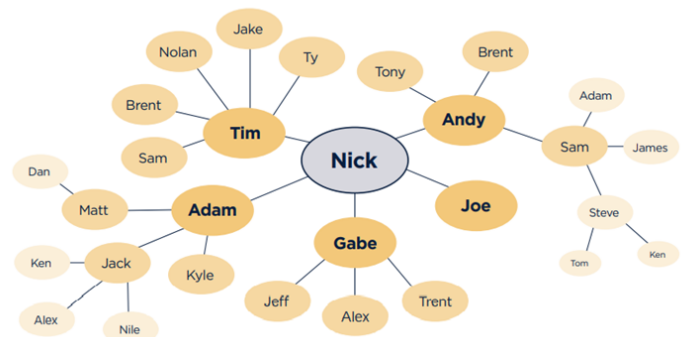 Jake
Nolan
Ty
Brent
Tony
Brent
Tim
Andy
Adam
Sam
Nick
Sam
James
Dan
Matt
Adam
Joe
Steve
Gabe
Ken
Jack
Kyle
Tom
Ken
Jeff
Alex
Trent
Alex
Nile